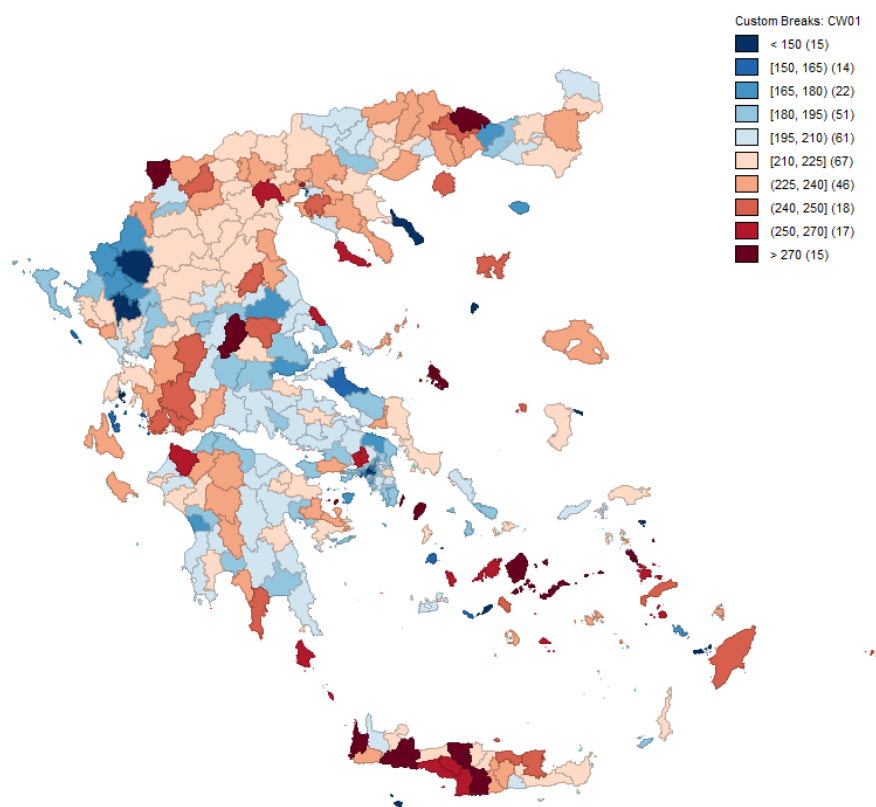 Custom Breaks: CW01
< 150 (15)
[150, 165) (14)
[165, 180) (22)
[180, 195) (51)
[195, 210) (61)
[210, 225] (67)
(225, 240] (46)
(240, 250] (18)
(250, 270] (17)
> 270 (15)